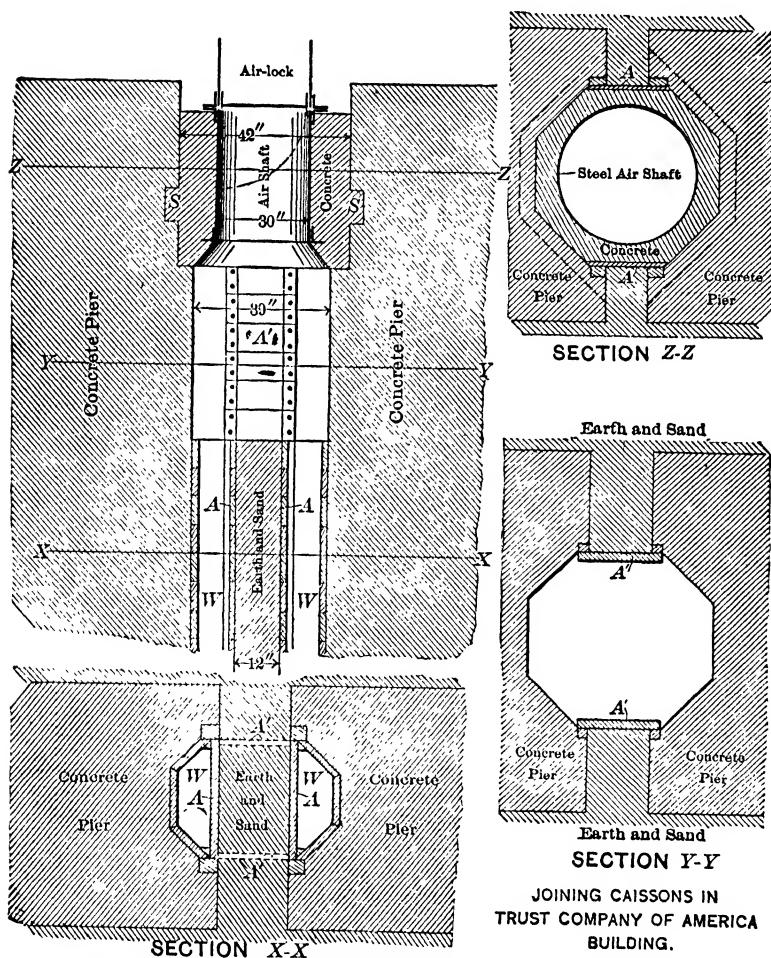 Air-lock
42"
Z Z
Air Shaft
Concrete
S S
30"
39"
A'
Y Y
Concrete Pier
Concrete Pier
A A
Earth and Sand
X X
W W
12"
A'
Concrete
Pier
W
A
Earth
and
Sand
W
A
Concrete
Pier
A'
SECTION X-X
A
Steel Air Shaft
Concrete
A'
Concrete
Pier
Concrete
Pier
SECTION Z-Z
Earth and Sand
A'
A'
Concrete
Pier
Concrete
Pier
Earth and Sand
SECTION Y-Y
JOINING CAISSONS IN
TRUST COMPANY OF AMERICA
BUILDING.